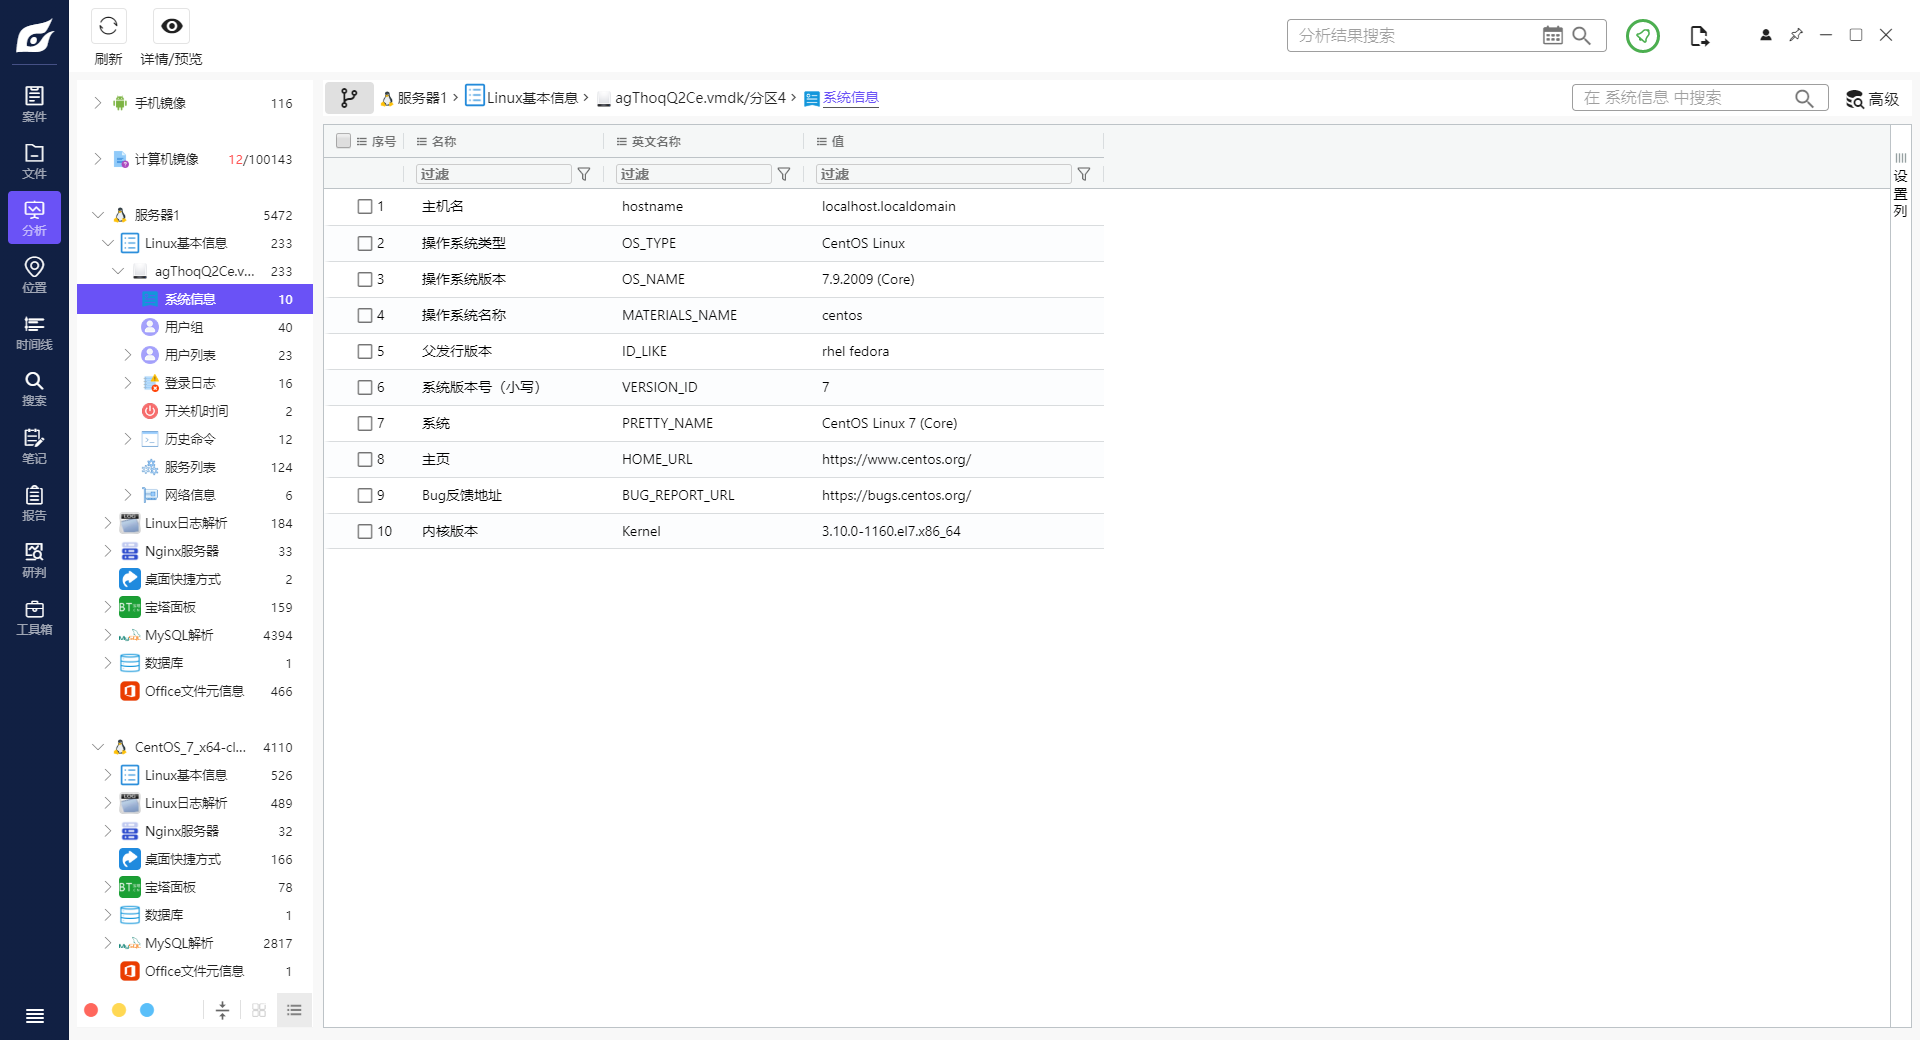 刷新
详情/预览
分析结果搜索
案件
文件
分析
位置
时间线
搜索
笔记
报告
研判
工具箱
手机镜像 116
计算机镜像 12/100143
服务器1 5472
Linux基本信息 233
agThoqQ2Ce.v... 233
系统信息 10
用户组 40
用户列表 23
登录日志 16
开关机时间 2
历史命令 12
服务列表 124
网络信息 6
Linux日志解析 184
Nginx服务器 33
桌面快捷方式 2
宝塔面板 159
MySQL解析 4394
数据库 1
Office文件元信息 466
CentOS_7_x64-cl... 4110
Linux基本信息 526
Linux日志解析 489
Nginx服务器 32
桌面快捷方式 166
宝塔面板 78
数据库 1
MySQL解析 2817
Office文件元信息 1
服务器1 › Linux基本信息 › agThoqQ2Ce.vmdk/分区4 › 系统信息
在 系统信息 中搜索
高级
序号 名称 英文名称 值
过滤 过滤 过滤
1 主机名 hostname localhost.localdomain
2 操作系统类型 OS_TYPE CentOS Linux
3 操作系统版本 OS_NAME 7.9.2009 (Core)
4 操作系统名称 MATERIALS_NAME centos
5 父发行版本 ID_LIKE rhel fedora
6 系统版本号（小写） VERSION_ID 7
7 系统 PRETTY_NAME CentOS Linux 7 (Core)
8 主页 HOME_URL https://www.centos.org/
9 Bug反馈地址 BUG_REPORT_URL https://bugs.centos.org/
10 内核版本 Kernel 3.10.0-1160.el7.x86_64
设置列